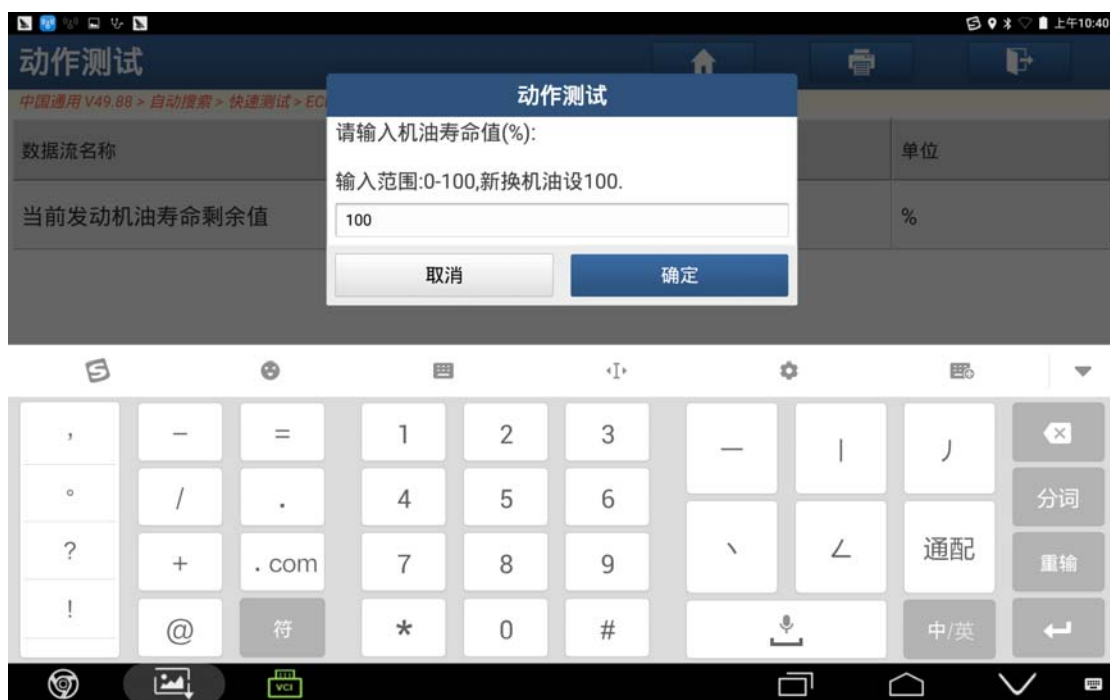 上午10:40
动作测试
中国通用 V49.88 > 自动搜索 > 快速测试 > EC
动作测试
请输入机油寿命值(%):
输入范围:0-100,新换机油设100.
100
取消
确定
数据流名称
单位
当前发动机油寿命剩余值
%
, — = 1 2 3 一 丨 丿
。 / . 4 5 6 分词
? + .com 7 8 9 丶 ㄥ 通配 重输
! @ 符 * 0 # 中/英
VCI